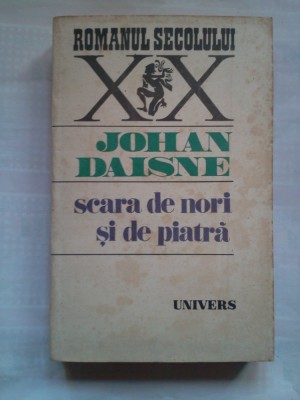 ROMANUL SECOLULUI
XX
JOHAN
DAISNE
scara de nori
și de piatră
UNIVERS